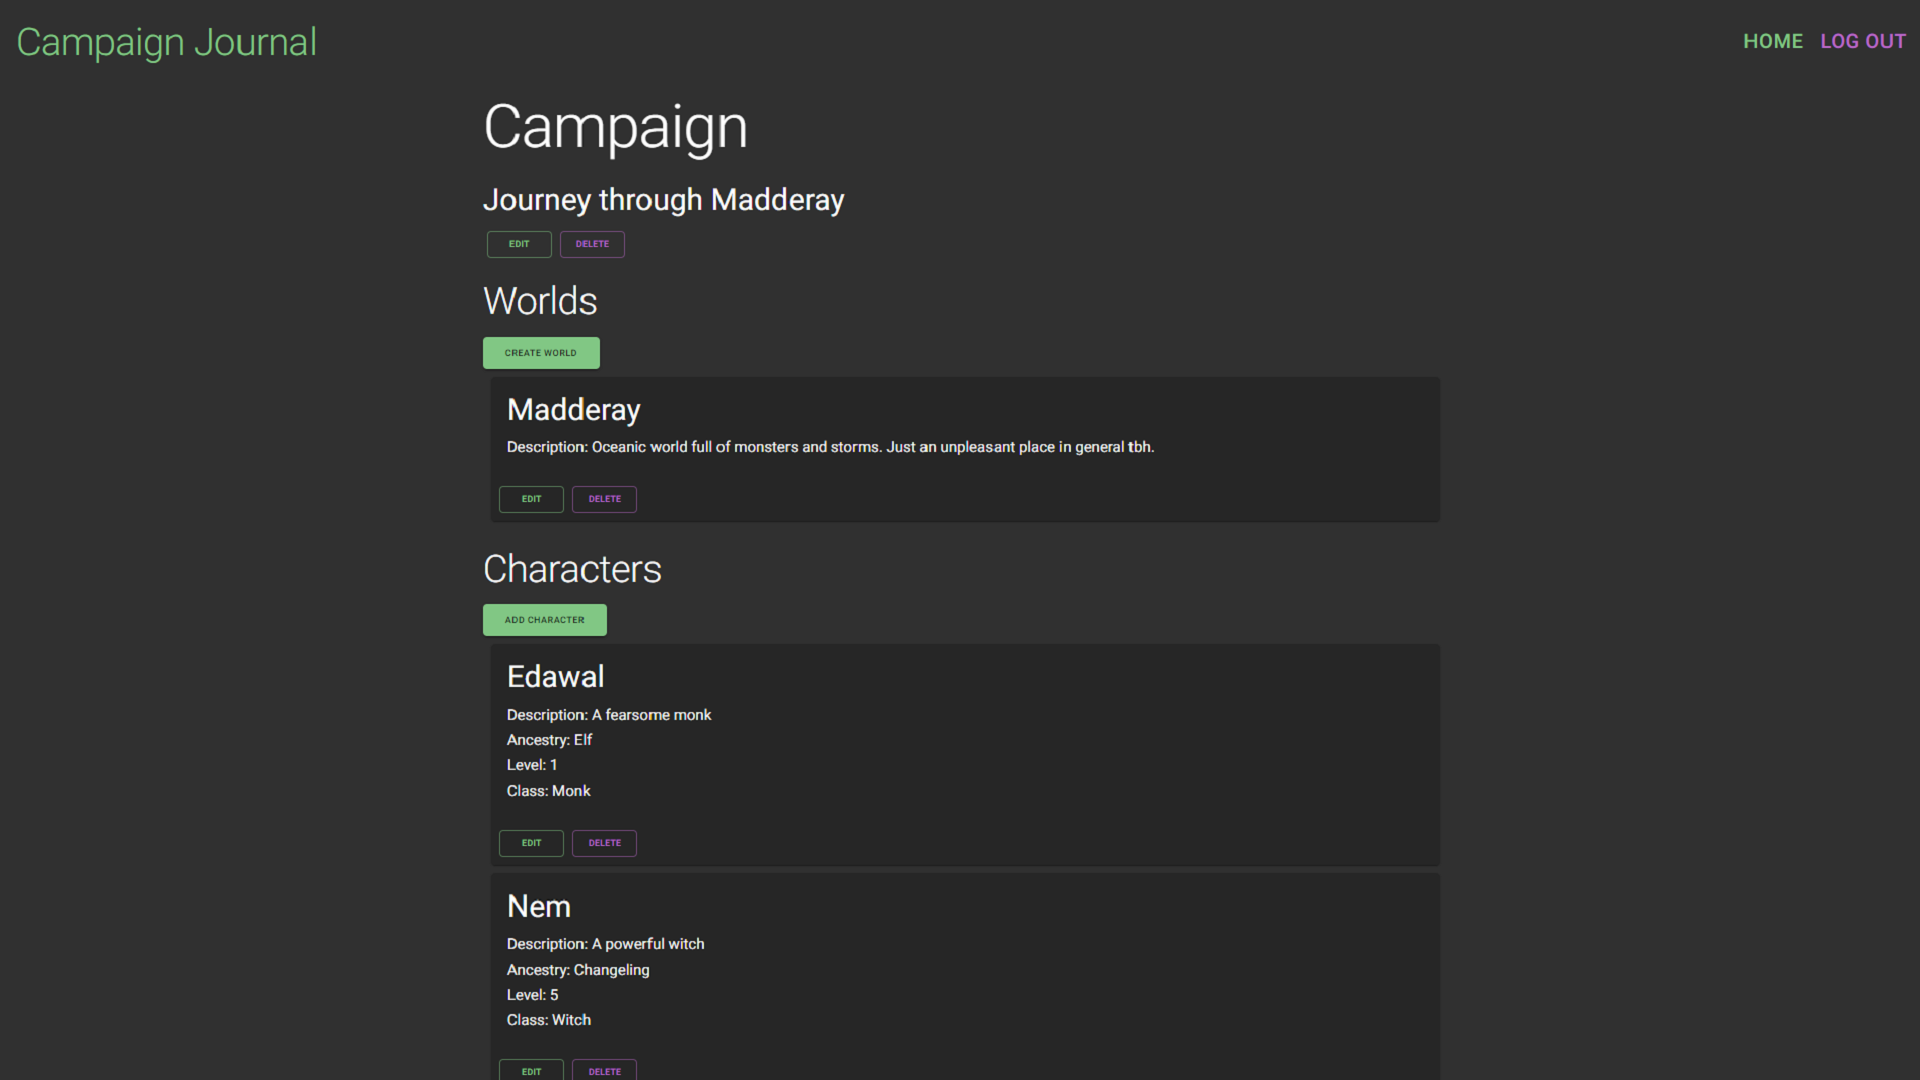 Campaign Journal
HOME LOG OUT
Campaign
Journey through Madderay
EDIT DELETE
Worlds
CREATE WORLD
Madderay
Description: Oceanic world full of monsters and storms. Just an unpleasant place in general tbh.
EDIT DELETE
Characters
ADD CHARACTER
Edawal
Description: A fearsome monk
Ancestry: Elf
Level: 1
Class: Monk
EDIT DELETE
Nem
Description: A powerful witch
Ancestry: Changeling
Level: 5
Class: Witch
EDIT DELETE